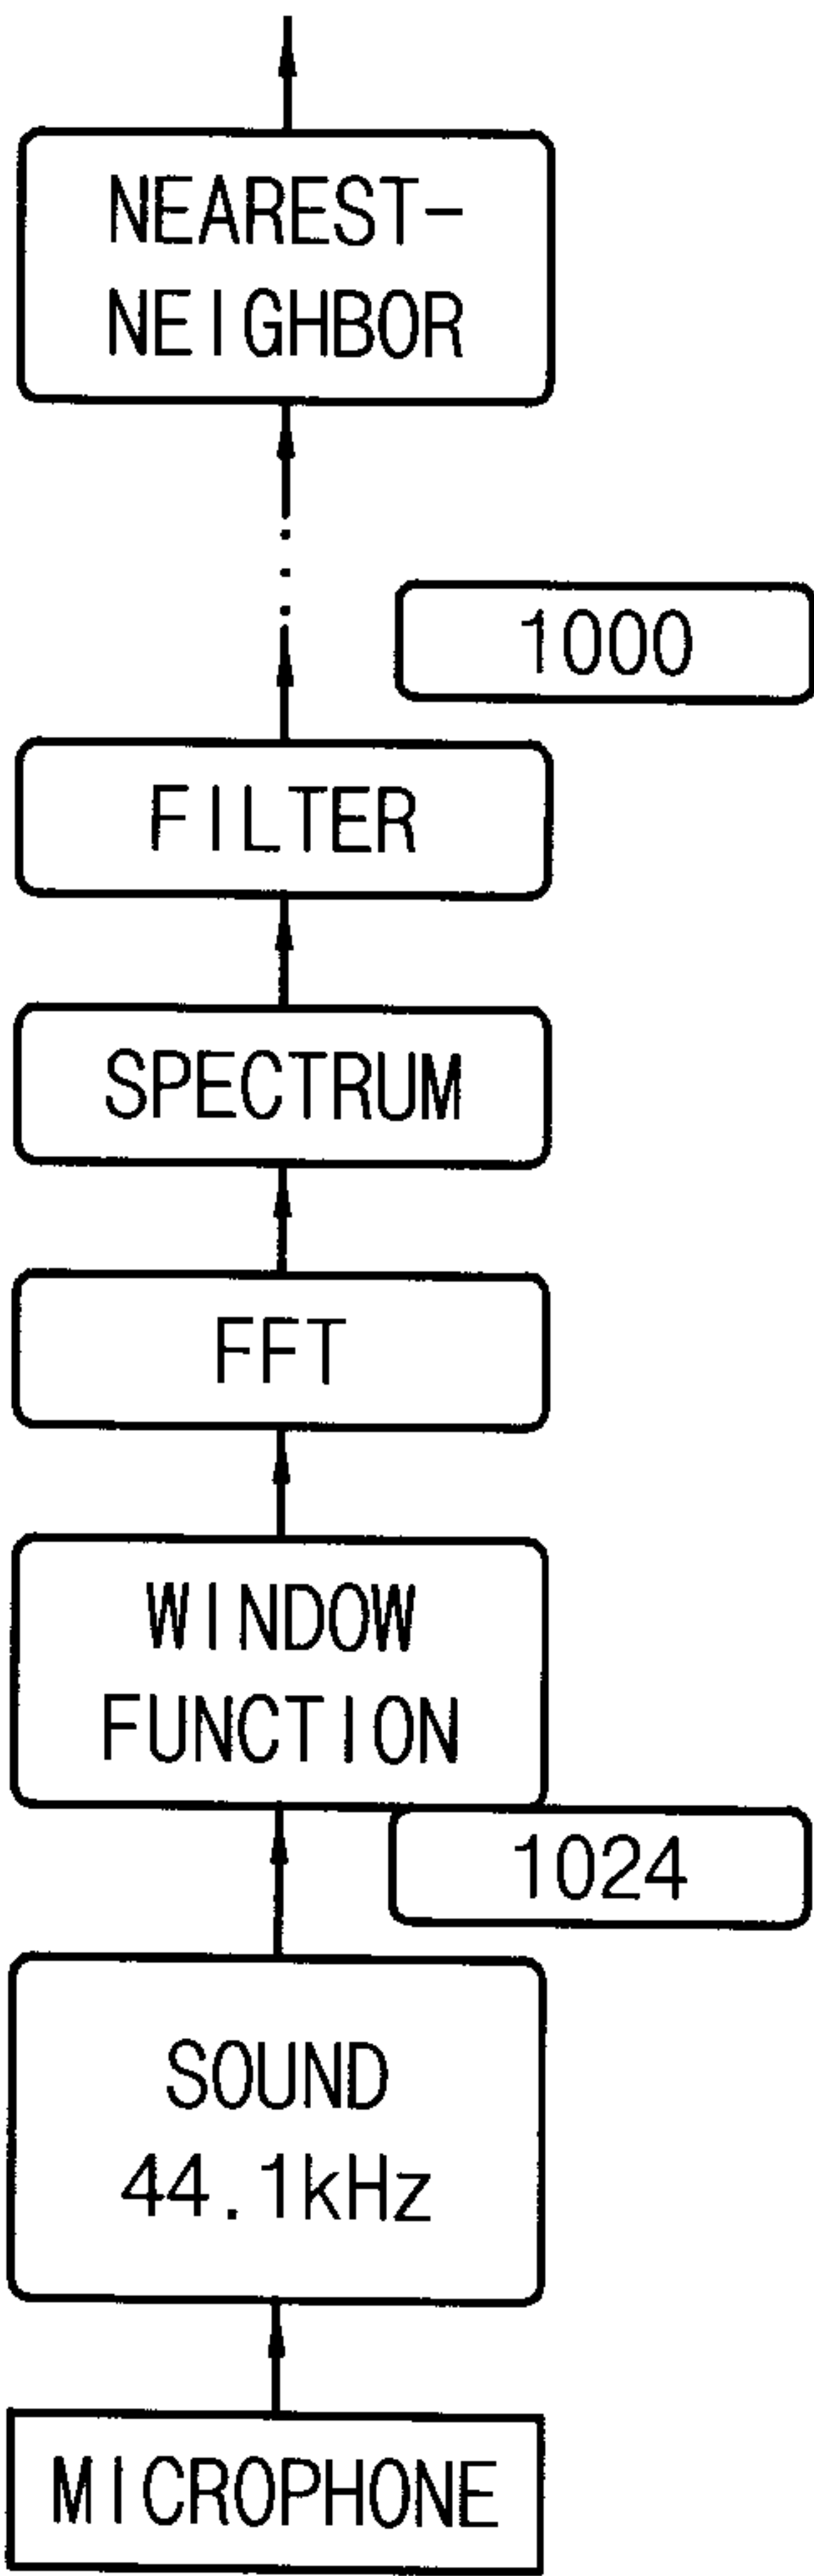 NEAREST-
NEIGHBOR
1000
FILTER
SPECTRUM
FFT
WINDOW
FUNCTION
1024
SOUND
44.1kHz
MICROPHONE